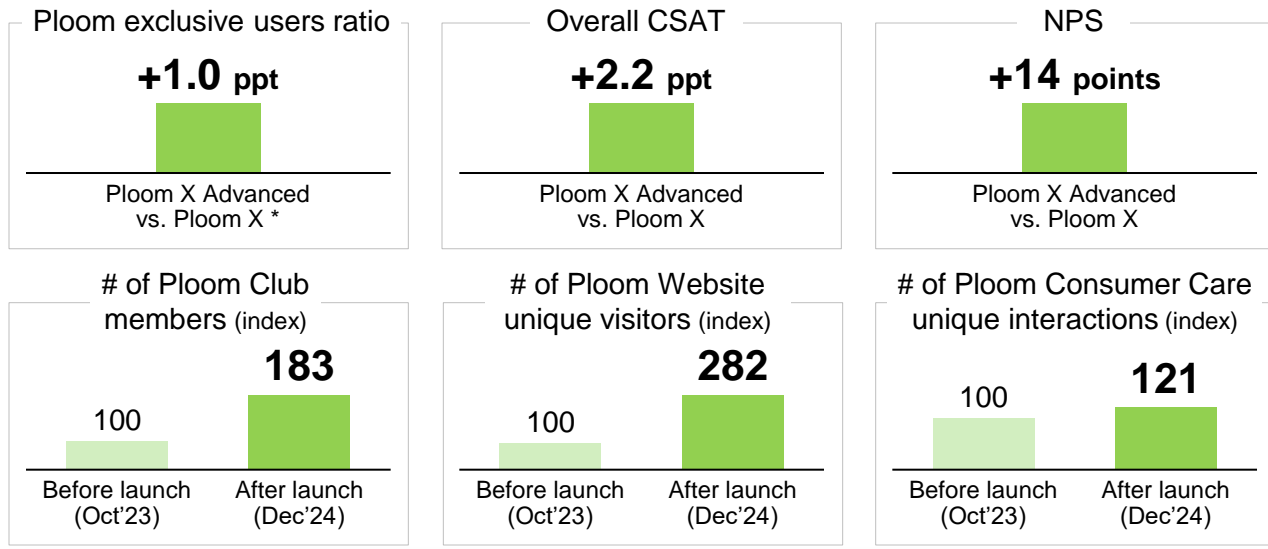 Ploom exclusive users ratio
+1.0 ppt
Ploom X Advanced
vs. Ploom X *
Overall CSAT
+2.2 ppt
Ploom X Advanced
vs. Ploom X
NPS
+14 points
Ploom X Advanced
vs. Ploom X
# of Ploom Club
members (index)
100
183
Before launch
(Oct'23)
After launch
(Dec'24)
# of Ploom Website
unique visitors (index)
100
282
Before launch
(Oct'23)
After launch
(Dec'24)
# of Ploom Consumer Care
unique interactions (index)
100
121
Before launch
(Oct'23)
After launch
(Dec'24)